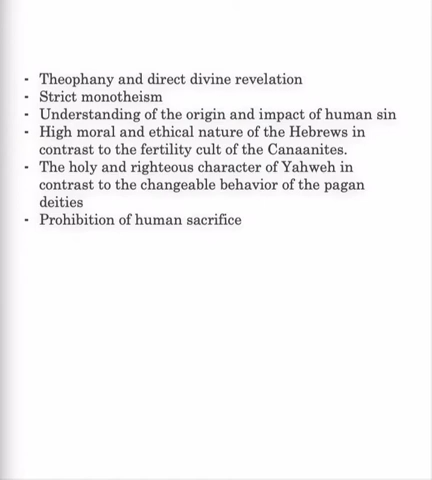 - Theophany and direct divine revelation
- Strict monotheism
- Understanding of the origin and impact of human sin
- High moral and ethical nature of the Hebrews in
contrast to the fertility cult of the Canaanites.
- The holy and righteous character of Yahweh in
contrast to the changeable behavior of the pagan
deities
- Prohibition of human sacrifice